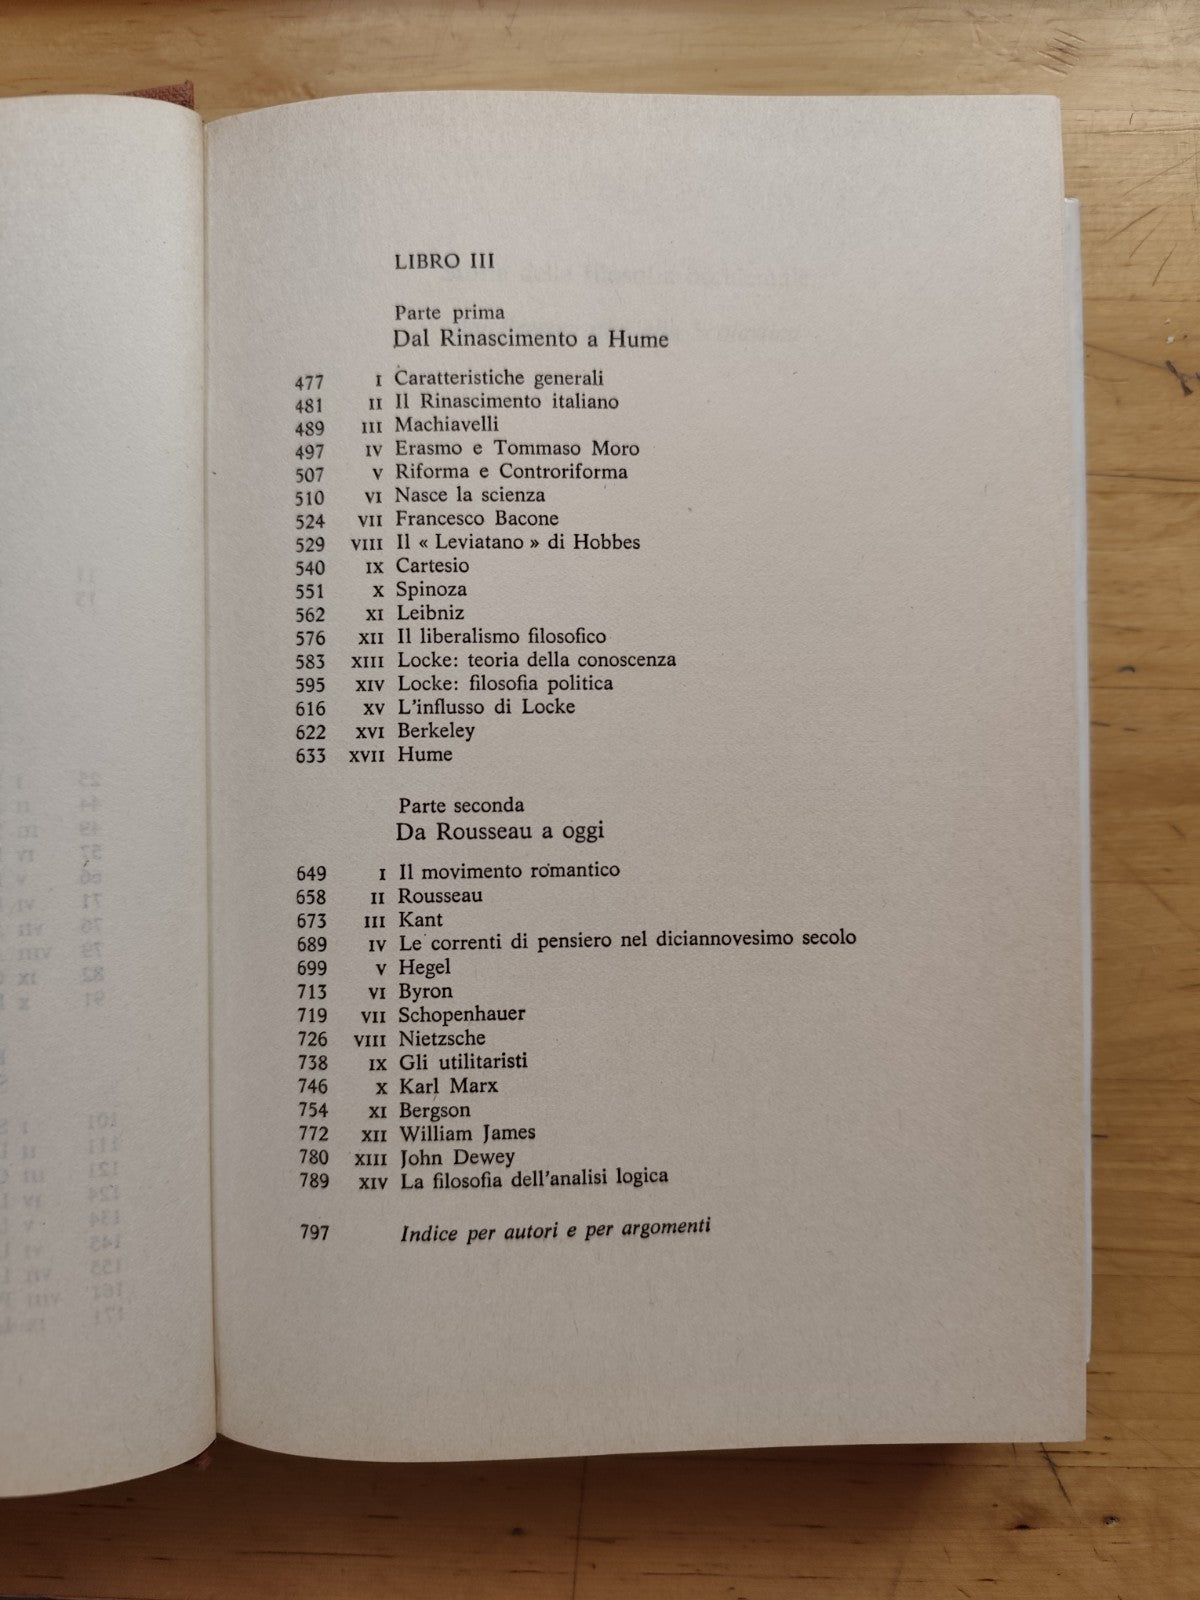 LIBRO III
Parte prima
Dal Rinascimento a Hume
477 I Caratteristiche generali
481 II Il Rinascimento italiano
489 III Machiavelli
497 IV Erasmo e Tommaso Moro
507 V Riforma e Controriforma
510 VI Nasce la scienza
524 VII Francesco Bacone
529 VIII Il « Leviatano » di Hobbes
540 IX Cartesio
551 X Spinoza
562 XI Leibniz
576 XII Il liberalismo filosofico
583 XIII Locke: teoria della conoscenza
595 XIV Locke: filosofia politica
616 XV L'influsso di Locke
622 XVI Berkeley
633 XVII Hume
Parte seconda
Da Rousseau a oggi
649 I Il movimento romantico
658 II Rousseau
673 III Kant
689 IV Le correnti di pensiero nel diciannovesimo secolo
699 V Hegel
713 VI Byron
719 VII Schopenhauer
726 VIII Nietzsche
738 IX Gli utilitaristi
746 X Karl Marx
754 XI Bergson
772 XII William James
780 XIII John Dewey
789 XIV La filosofia dell'analisi logica
797 Indice per autori e per argomenti